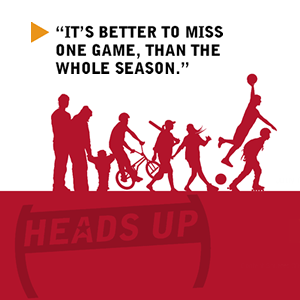 “IT’S BETTER TO MISS
ONE GAME, THAN THE
WHOLE SEASON.”
HEADS UP